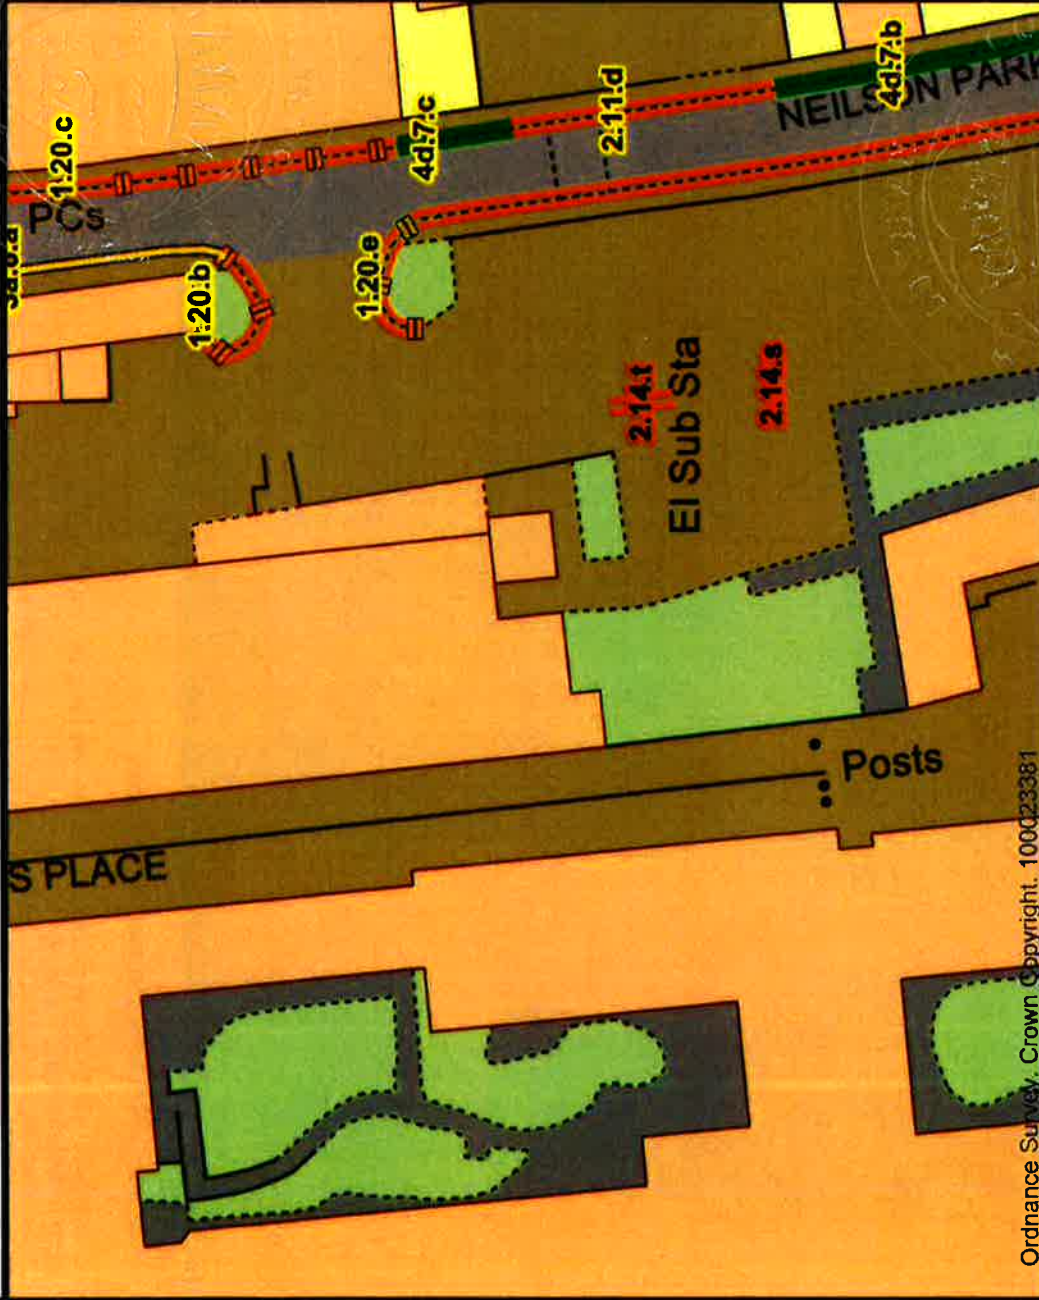 1.20.c
4d.7.c
2.11.d
4d.7.b
NEILSON PARK
PCs
1.20.b
1.20.e
2.14.t
El Sub Sta
2.14.s
Posts
S PLACE
Ordnance Survey. Crown Copyright. 100023381